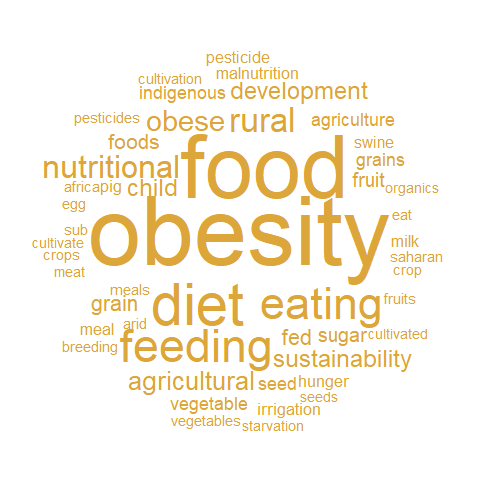 pesticide
cultivation malnutrition
indigenous development
pesticides obese rural agriculture
foods food swine
nutritional grains
africa pig child fruit organics
egg obesity eat
sub milk
cultivate saharan
crops crop
meat
meals diet eating fruits
grain
meal arid fed sugar cultivated
breeding feeding sustainability
agricultural seed hunger
vegetable seeds
irrigation
vegetables starvation